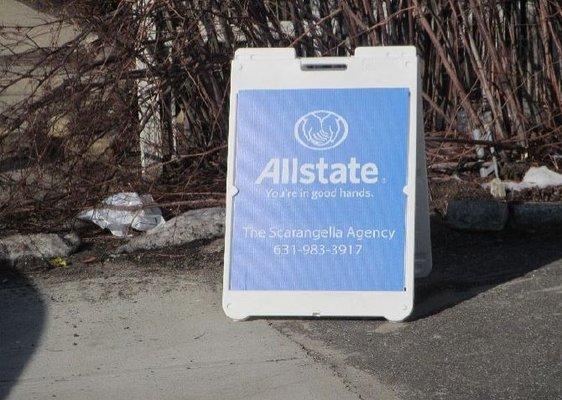 Allstate.
You're in good hands.
The Scarangella Agency
631-983-3917